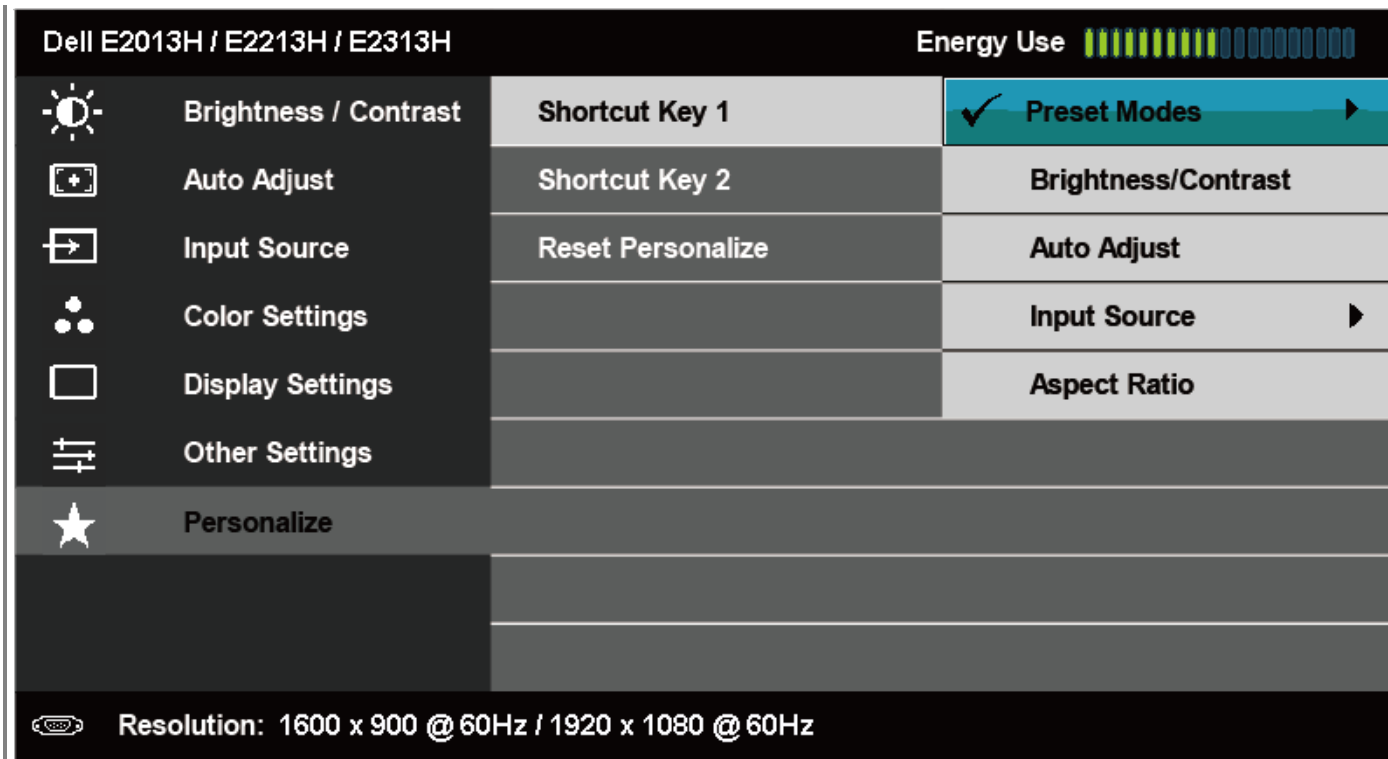 Dell E2013H / E2213H / E2313H
Energy Use
Brightness / Contrast
Shortcut Key 1
Preset Modes
Auto Adjust
Shortcut Key 2
Brightness/Contrast
Input Source
Reset Personalize
Auto Adjust
Color Settings
Input Source
Display Settings
Aspect Ratio
Other Settings
Personalize
Resolution: 1600 x 900 @ 60Hz / 1920 x 1080 @ 60Hz